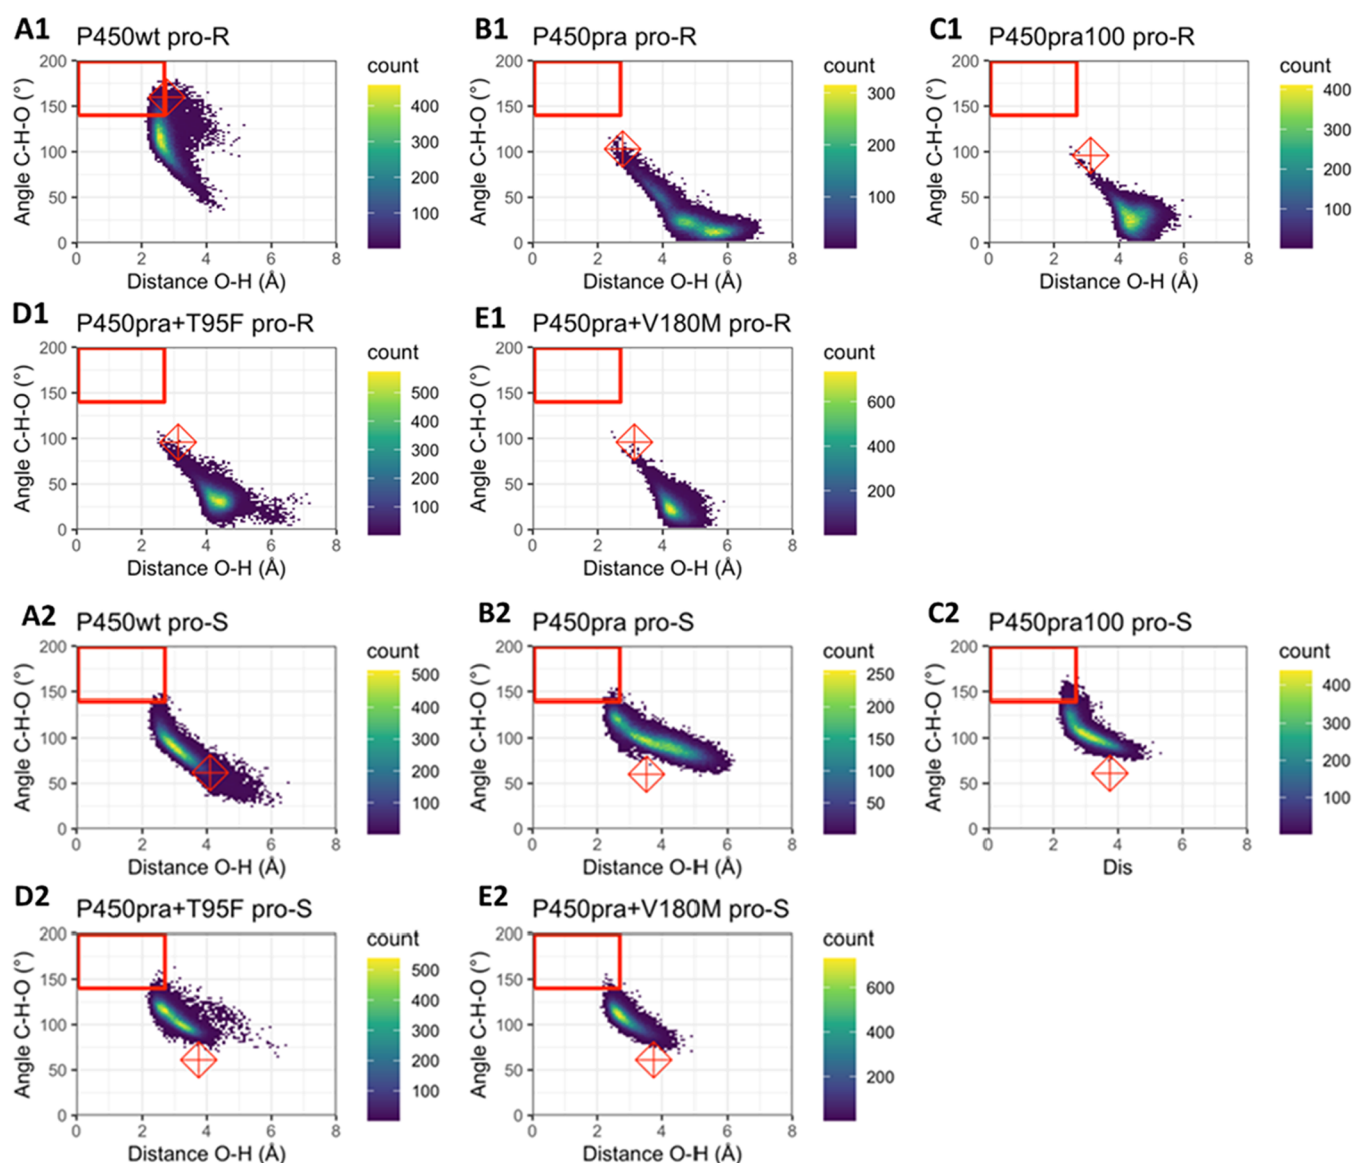 A1 P450wt pro-R
count
200
150
100
50
0
0 2 4 6 8
400
300
200
100
Angle C-H-O (°)
Distance O-H (Å)
B1 P450pra pro-R
count
200
150
100
50
0
0 2 4 6 8
300
200
100
Angle C-H-O (°)
Distance O-H (Å)
C1 P450pra100 pro-R
count
200
150
100
50
0
0 2 4 6 8
400
300
200
100
Angle C-H-O (°)
Distance O-H (Å)
D1 P450pra+T95F pro-R
count
200
150
100
50
0
0 2 4 6 8
500
400
300
200
100
Angle C-H-O (°)
Distance O-H (Å)
E1 P450pra+V180M pro-R
count
200
150
100
50
0
0 2 4 6 8
600
400
200
Angle C-H-O (°)
Distance O-H (Å)
A2 P450wt pro-S
count
200
150
100
50
0
0 2 4 6 8
500
400
300
200
100
Angle C-H-O (°)
Distance O-H (Å)
B2 P450pra pro-S
count
200
150
100
50
0
0 2 4 6 8
250
200
150
100
50
Angle C-H-O (°)
Distance O-H (Å)
C2 P450pra100 pro-S
count
200
150
100
50
0
0 2 4 6 8
400
300
200
100
Angle C-H-O (°)
Dis
D2 P450pra+T95F pro-S
count
200
150
100
50
0
0 2 4 6 8
500
400
300
200
100
Angle C-H-O (°)
Distance O-H (Å)
E2 P450pra+V180M pro-S
count
200
150
100
50
0
0 2 4 6 8
600
400
200
Angle C-H-O (°)
Distance O-H (Å)